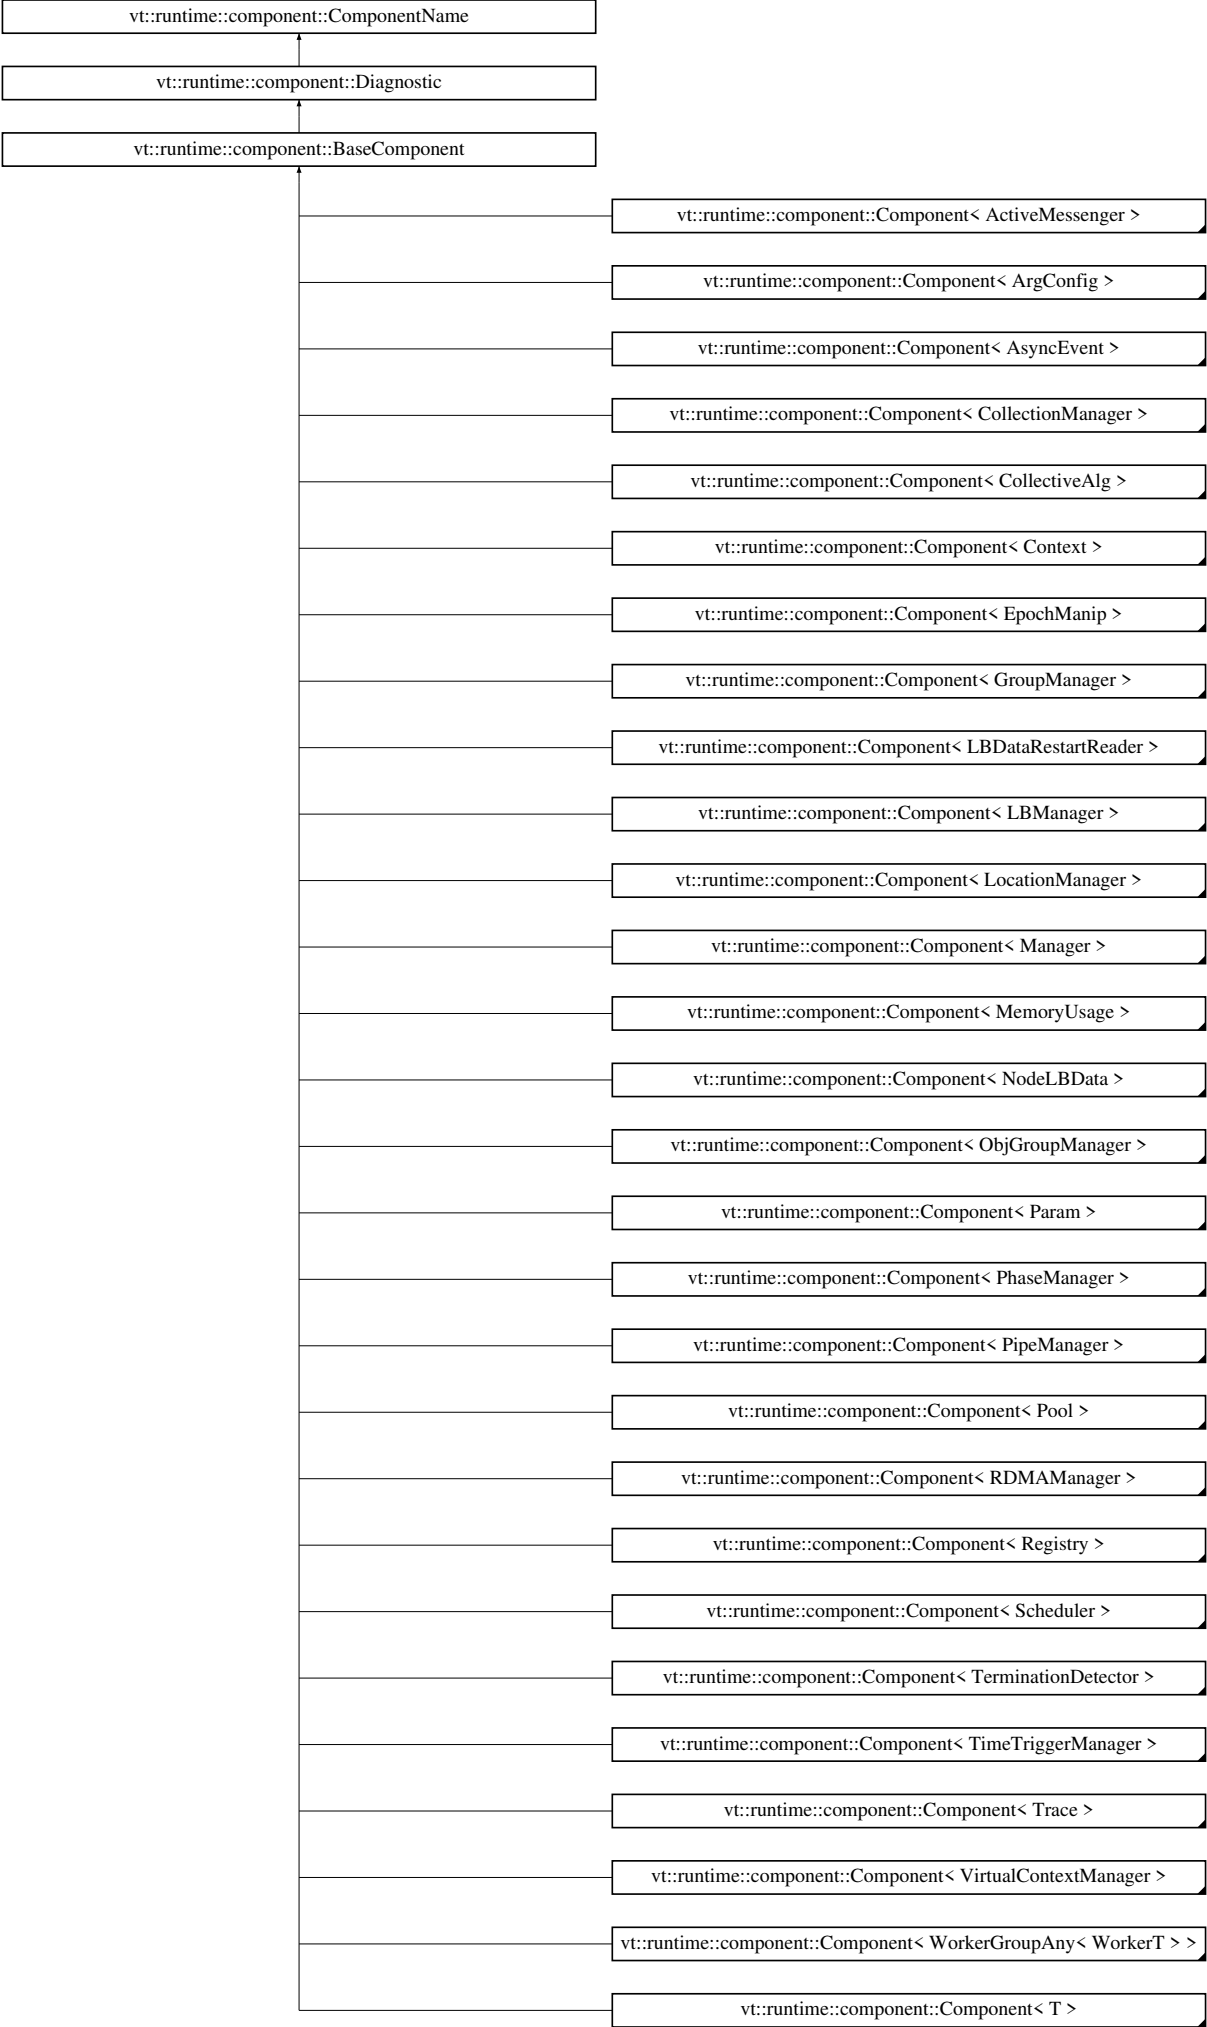 vt::runtime::component::ComponentName
vt::runtime::component::Diagnostic
vt::runtime::component::BaseComponent
vt::runtime::component::Component< ActiveMessenger >
vt::runtime::component::Component< ArgConfig >
vt::runtime::component::Component< AsyncEvent >
vt::runtime::component::Component< CollectionManager >
vt::runtime::component::Component< CollectiveAlg >
vt::runtime::component::Component< Context >
vt::runtime::component::Component< EpochManip >
vt::runtime::component::Component< GroupManager >
vt::runtime::component::Component< LBDataRestartReader >
vt::runtime::component::Component< LBManager >
vt::runtime::component::Component< LocationManager >
vt::runtime::component::Component< Manager >
vt::runtime::component::Component< MemoryUsage >
vt::runtime::component::Component< NodeLBData >
vt::runtime::component::Component< ObjGroupManager >
vt::runtime::component::Component< Param >
vt::runtime::component::Component< PhaseManager >
vt::runtime::component::Component< PipeManager >
vt::runtime::component::Component< Pool >
vt::runtime::component::Component< RDMAManager >
vt::runtime::component::Component< Registry >
vt::runtime::component::Component< Scheduler >
vt::runtime::component::Component< TerminationDetector >
vt::runtime::component::Component< TimeTriggerManager >
vt::runtime::component::Component< Trace >
vt::runtime::component::Component< VirtualContextManager >
vt::runtime::component::Component< WorkerGroupAny< WorkerT > >
vt::runtime::component::Component< T >